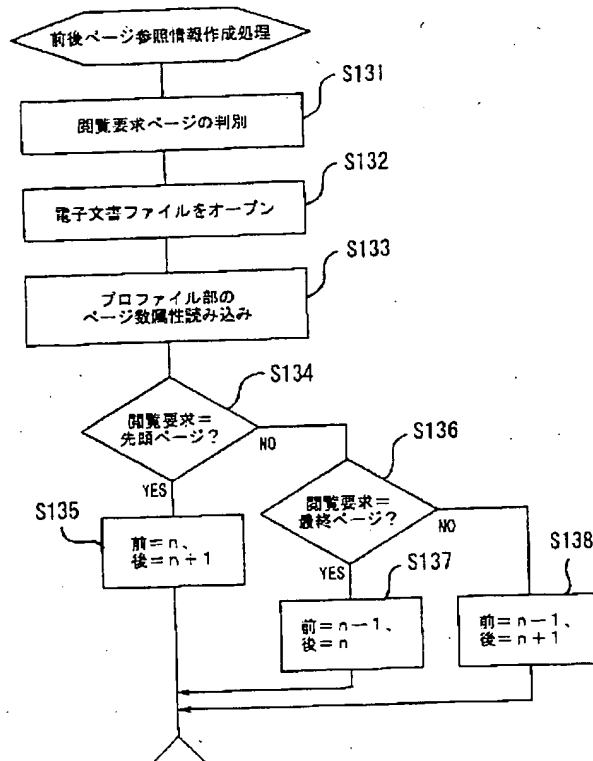 前後ページ参照情報作成処理
S131
閲覧要求ページの判別
S132
電子文書ファイルをオープン
S133
プロファイル部の
ページ数属性読み込み
S134
閲覧要求=
先頭ページ?
NO
YES
S136
閲覧要求=
最終ページ?
NO
YES
S135
前=n、
後=n+1
S137
前=n−1、
後=n
S138
前=n−1、
後=n+1